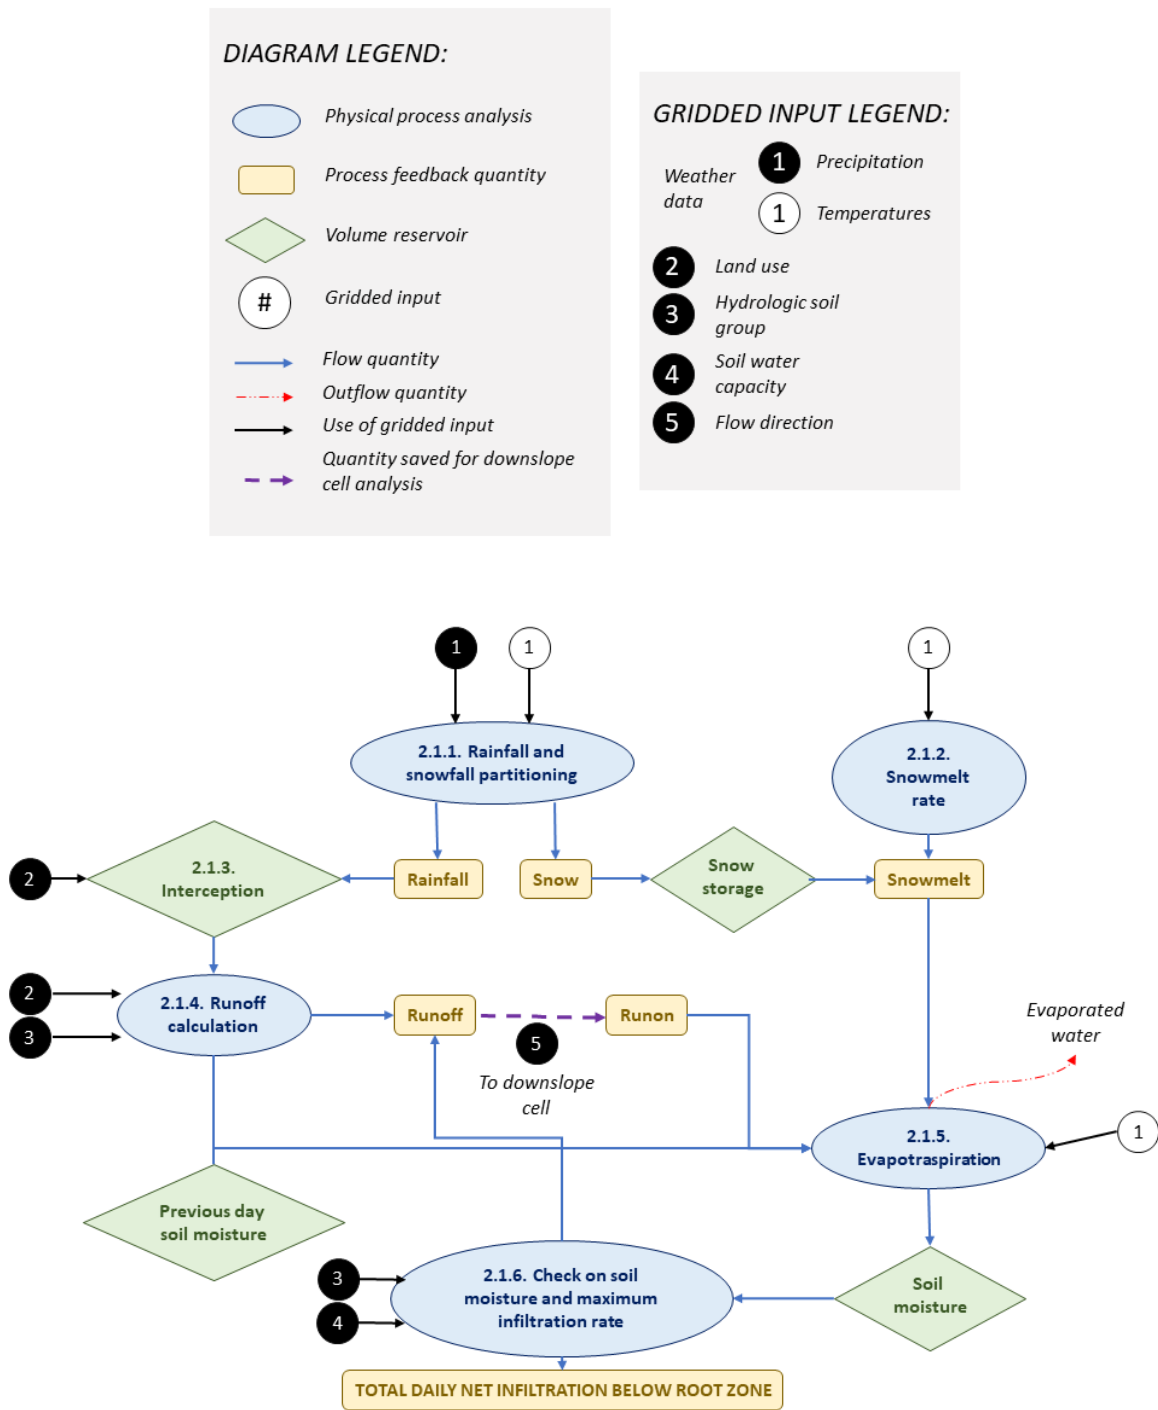 DIAGRAM LEGEND:
Physical process analysis
Process feedback quantity
Volume reservoir
#
Gridded input
Flow quantity
Outflow quantity
Use of gridded input
Quantity saved for downslope
cell analysis
GRIDDED INPUT LEGEND:
Weather
data
1
Precipitation
1
Temperatures
2
Land use
3
Hydrologic soil
group
4
Soil water
capacity
5
Flow direction
1
1
1
2.1.1. Rainfall and
snowfall partitioning
2.1.2.
Snowmelt
rate
2
2.1.3.
Interception
Rainfall
Snow
Snow
storage
Snowmelt
2
3
2.1.4. Runoff
calculation
Runoff
5
To downslope
cell
Runon
Evaporated
water
2.1.5.
Evapotraspiration
1
Previous day
soil moisture
3
4
2.1.6. Check on soil
moisture and maximum
infiltration rate
Soil
moisture
TOTAL DAILY NET INFILTRATION BELOW ROOT ZONE